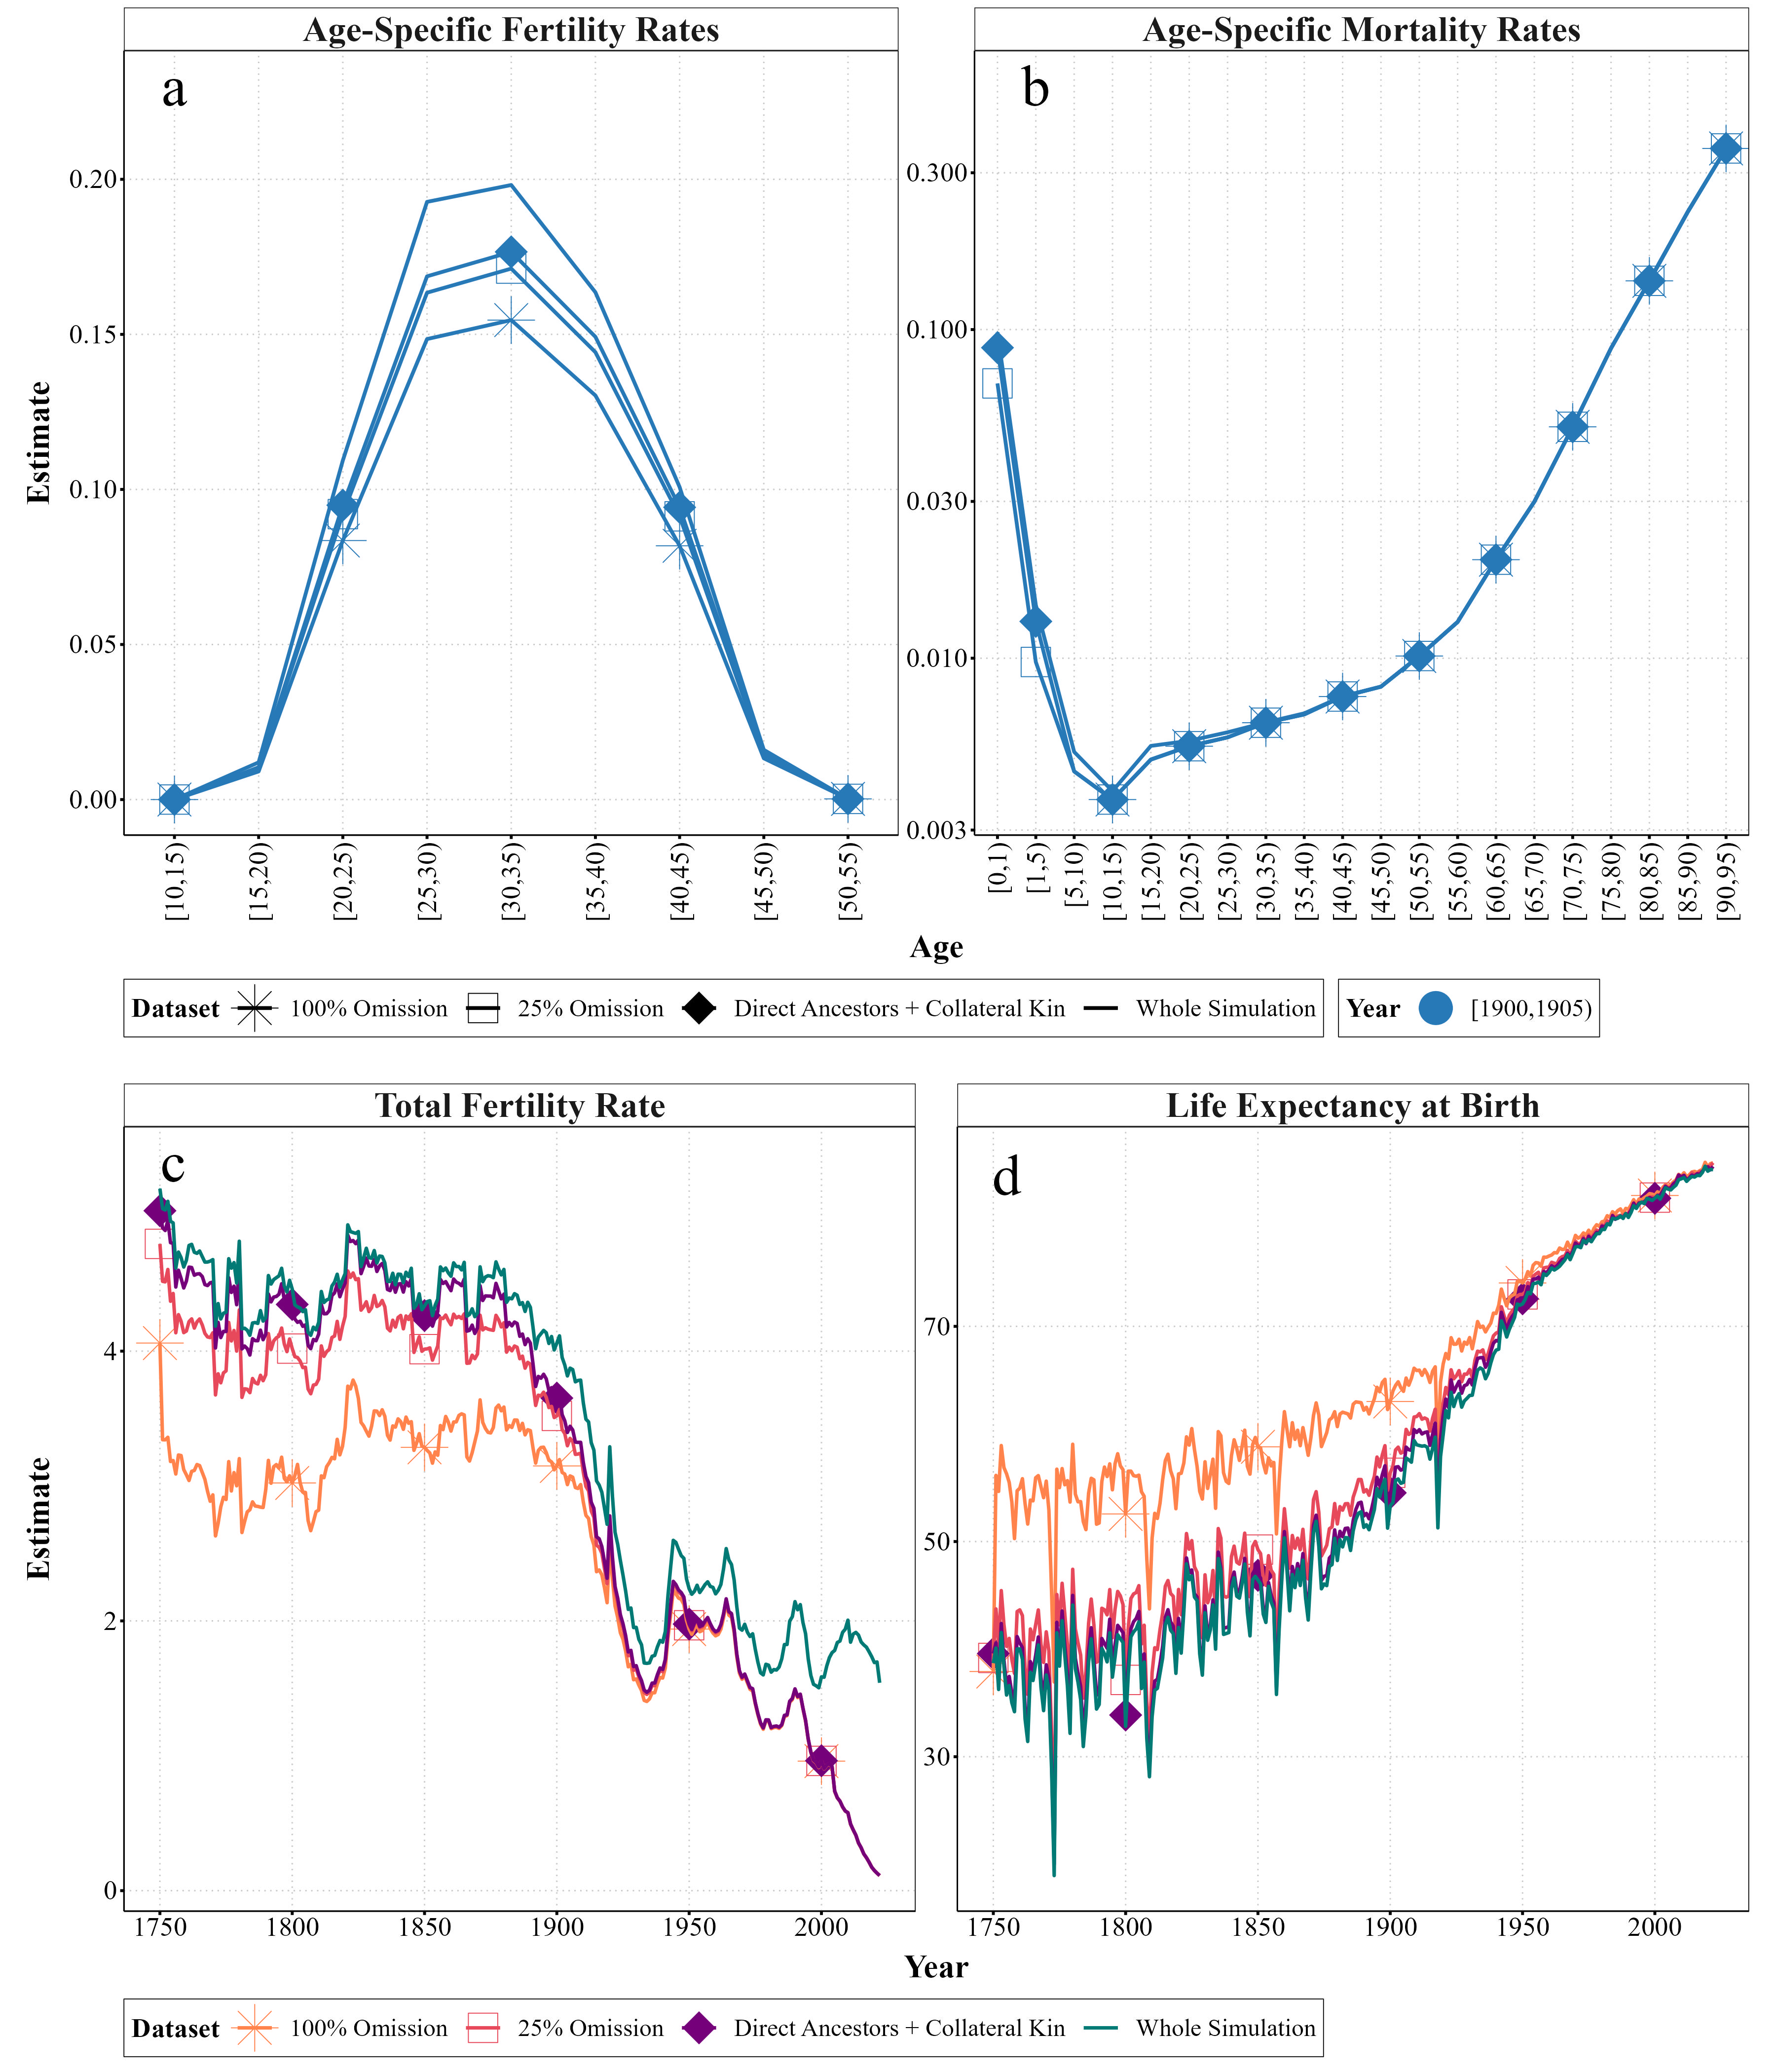 Age-Specific Fertility Rates
Age-Specific Mortality Rates
a
b
Estimate
0.20
0.15
0.10
0.05
0.00
0.300
0.100
0.030
0.010
0.003
[10,15)
[15,20)
[20,25)
[25,30)
[30,35)
[35,40)
[40,45)
[45,50)
[50,55)
[0,1)
[1,5)
[5,10)
[10,15)
[15,20)
[20,25)
[25,30)
[30,35)
[35,40)
[40,45)
[45,50)
[50,55)
[55,60)
[60,65)
[65,70)
[70,75)
[75,80)
[80,85)
[85,90)
[90,95)
Age
Dataset 100% Omission 25% Omission Direct Ancestors + Collateral Kin Whole Simulation
Year [1900,1905)
Total Fertility Rate
Life Expectancy at Birth
c
d
Estimate
4
2
0
70
50
30
1750 1800 1850 1900 1950 2000
1750 1800 1850 1900 1950 2000
Year
Dataset 100% Omission 25% Omission Direct Ancestors + Collateral Kin Whole Simulation